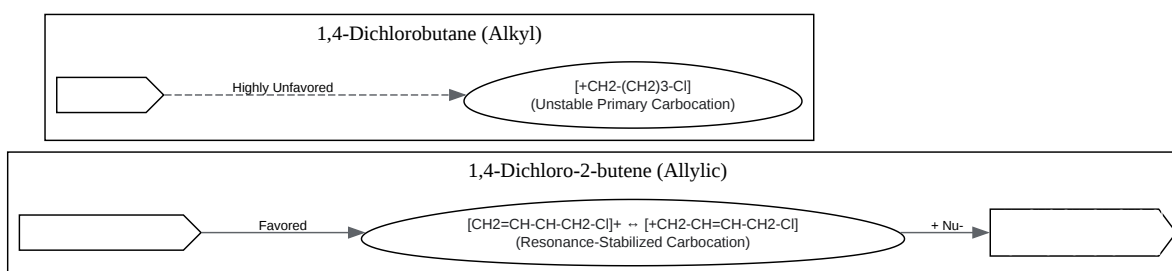 1,4-Dichlorobutane (Alkyl)
Highly Unfavored
[+CH2-(CH2)3-Cl]
(Unstable Primary Carbocation)
1,4-Dichloro-2-butene (Allylic)
Favored
[CH2=CH-CH-CH2-Cl]+ ↔ [+CH2-CH=CH-CH2-Cl]
(Resonance-Stabilized Carbocation)
+ Nu-